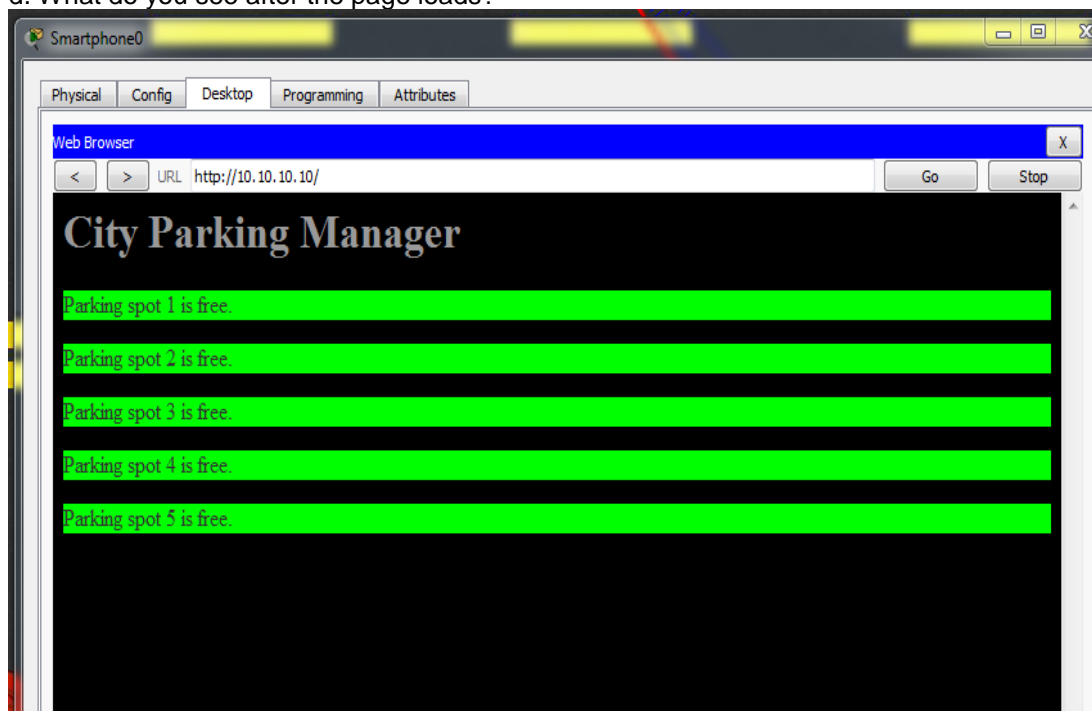 d. What do you see after the page loads?
Smartphone0
X
Physical Config Desktop Programming Attributes
Web Browser
X
< > URL http://10.10.10.10/ Go Stop
City Parking Manager
Parking spot 1 is free.
Parking spot 2 is free.
Parking spot 3 is free.
Parking spot 4 is free.
Parking spot 5 is free.